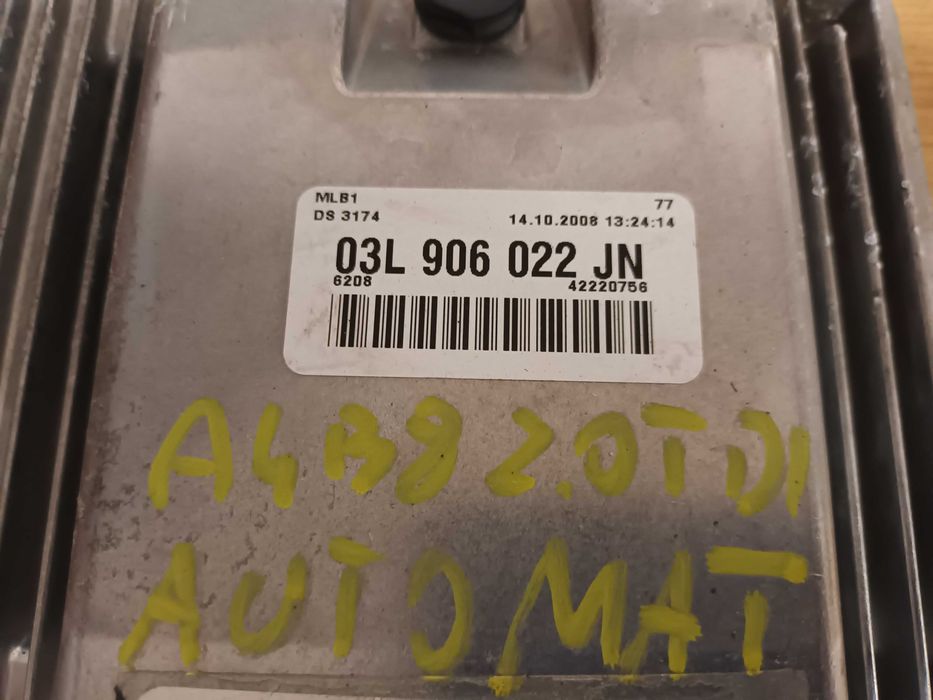 MLB1 77
DS 3174 14.10.2008 13:24:14
03L 906 022 JN
6208 42220756
A4B8 2.0TDI
AUTOMAT